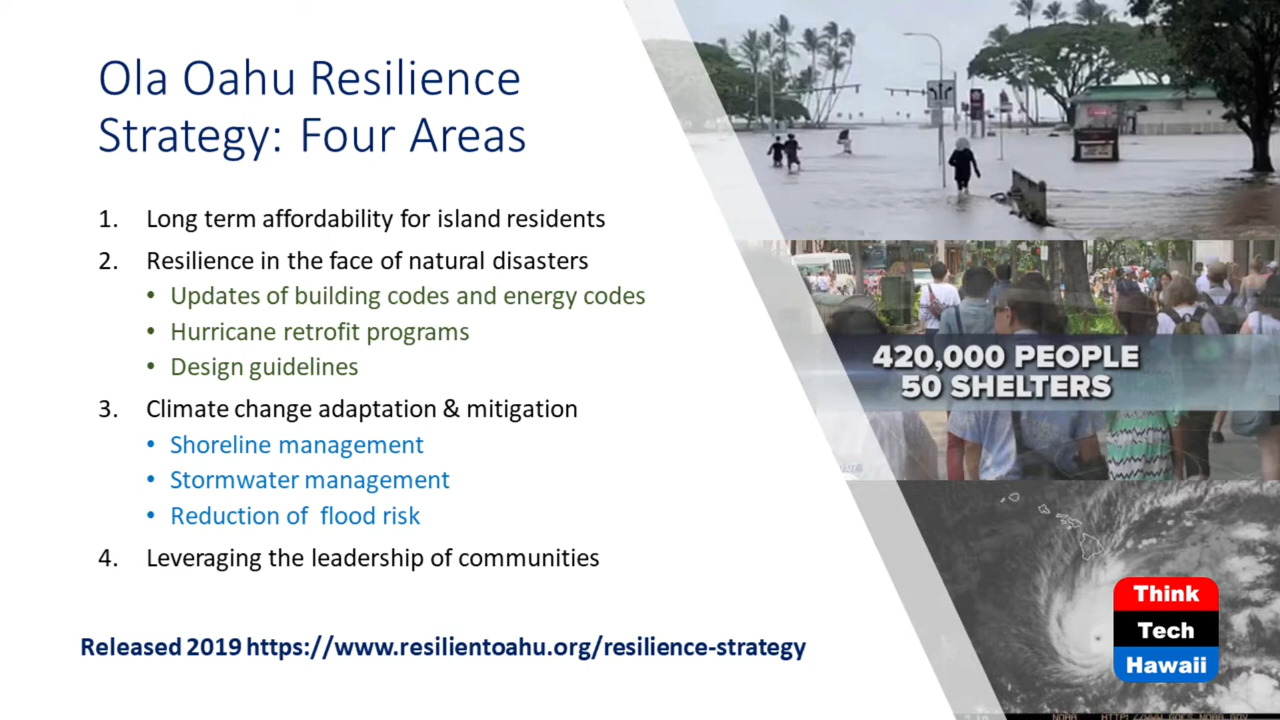 Ola Oahu Resilience
Strategy: Four Areas
1. Long term affordability for island residents
2. Resilience in the face of natural disasters
• Updates of building codes and energy codes
• Hurricane retrofit programs
• Design guidelines
3. Climate change adaptation & mitigation
• Shoreline management
• Stormwater management
• Reduction of flood risk
4. Leveraging the leadership of communities
Released 2019 https://www.resilientoahu.org/resilience-strategy
420,000 PEOPLE
50 SHELTERS
Think
Tech
Hawaii